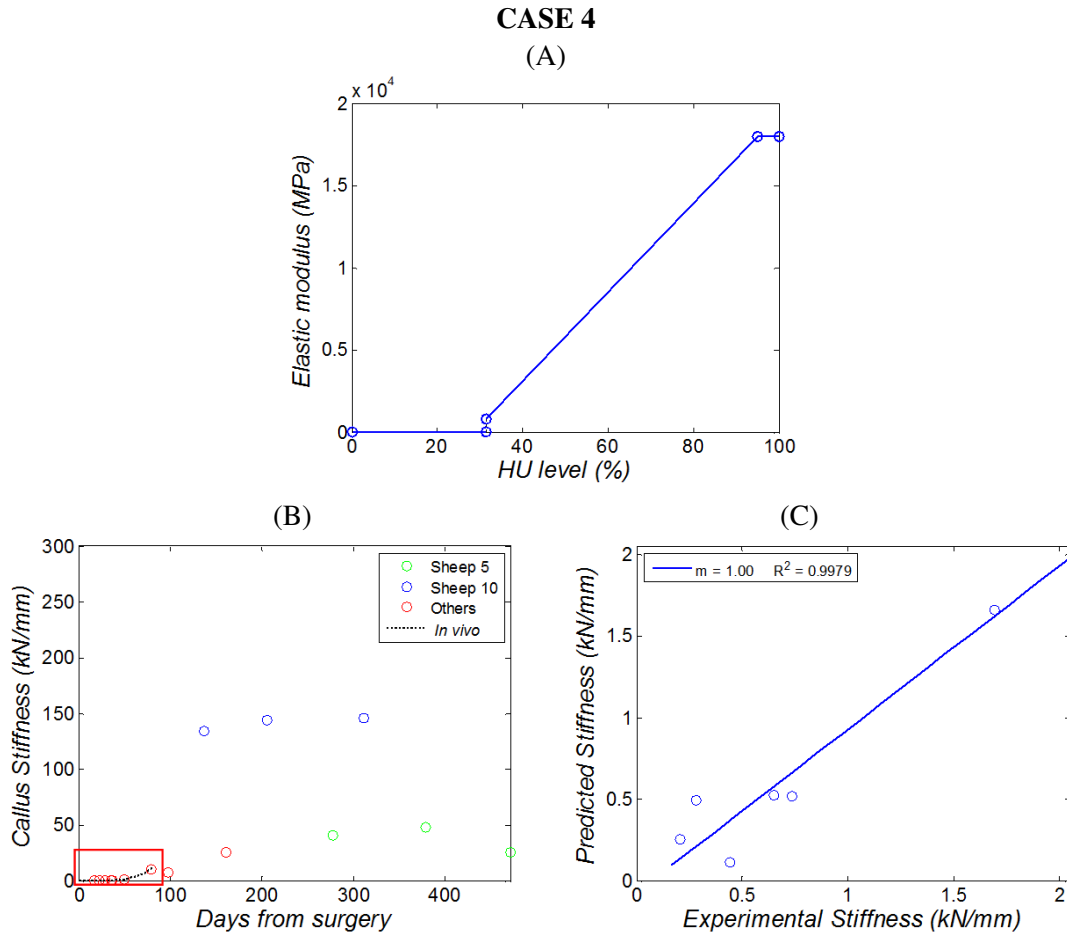 CASE 4
(A)
x 10⁴
2
1.5
1
0.5
0
Elastic modulus (MPa)
0 20 40 60 80 100
HU level (%)
(B)
300
250
200
150
100
50
0
Callus Stiffness (kN/mm)
Sheep 5
Sheep 10
Others
In vivo
0 100 200 300 400
Days from surgery
(C)
2
1.5
1
0.5
0
Predicted Stiffness (kN/mm)
m = 1.00 R² = 0.9979
0 0.5 1 1.5 2
Experimental Stiffness (kN/mm)